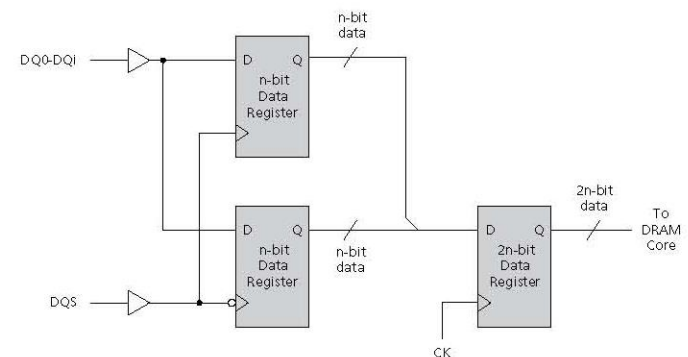 n-bit
data
DQ0-DQi
D Q
n-bit
Data
Register
D Q
n-bit
Data
Register
n-bit
data
DQS
D Q
2n-bit
Data
Register
CK
2n-bit
data
To
DRAM
Core